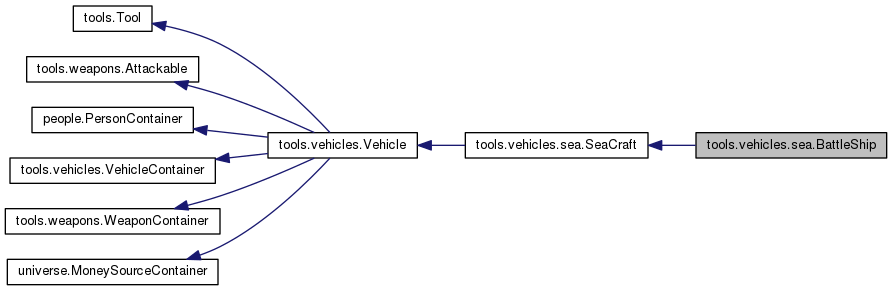 tools.Tool
tools.weapons.Attackable
people.PersonContainer
tools.vehicles.Vehicle
tools.vehicles.sea.SeaCraft
tools.vehicles.sea.BattleShip
tools.vehicles.VehicleContainer
tools.weapons.WeaponContainer
universe.MoneySourceContainer